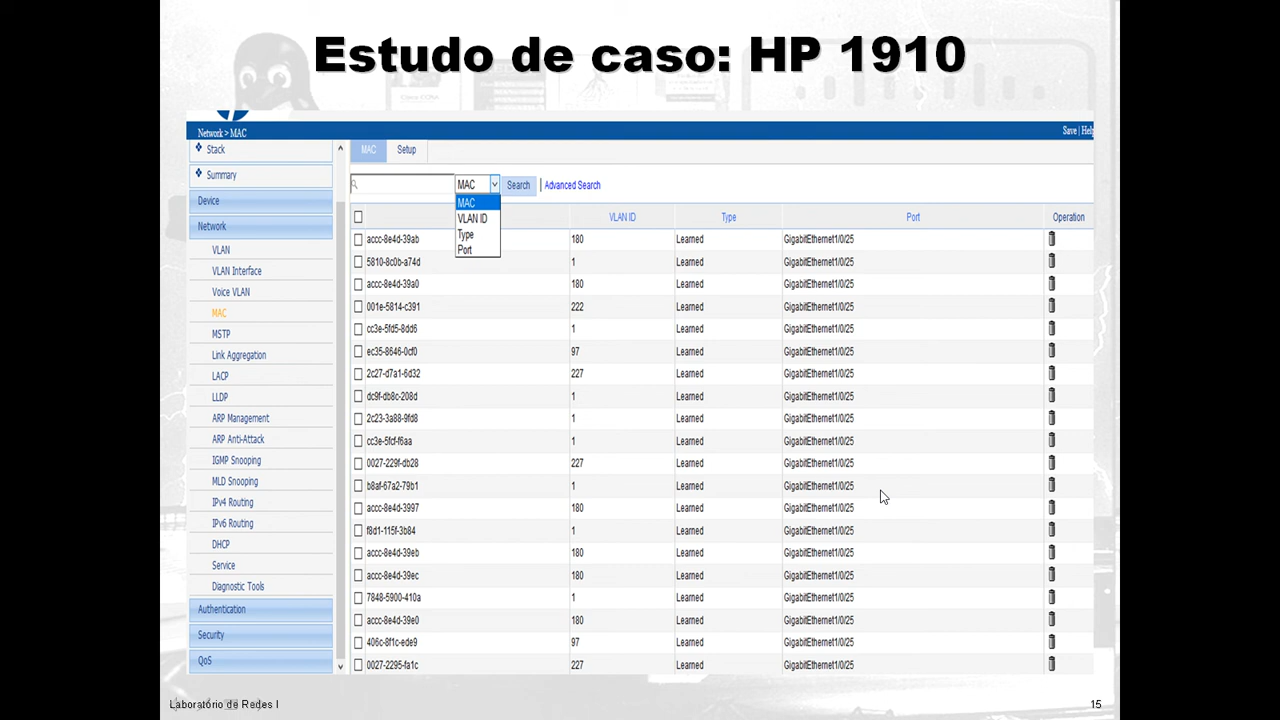 Estudo de caso: HP 1910
Network > MAC
Save | Help
Stack
Summary
Device
Network
VLAN
VLAN Interface
Voice VLAN
MAC
MSTP
Link Aggregation
LACP
LLDP
ARP Management
ARP Anti-Attack
IGMP Snooping
MLD Snooping
IPv4 Routing
IPv6 Routing
DHCP
Service
Diagnostic Tools
Authentication
Security
QoS
MAC Setup
MAC Search | Advanced Search
MAC
VLAN ID
Type
Port
VLAN ID Type Port Operation
accc-8e4d-39ab 180 Learned GigabitEthernet1/0/25
5810-8c0b-a74d 1 Learned GigabitEthernet1/0/25
accc-8e4d-39a0 180 Learned GigabitEthernet1/0/25
001e-5814-c391 222 Learned GigabitEthernet1/0/25
cc3e-5fd5-8dd6 1 Learned GigabitEthernet1/0/25
ec35-8646-0cf0 97 Learned GigabitEthernet1/0/25
2c27-d7a1-6d32 227 Learned GigabitEthernet1/0/25
dc9f-db8c-208d 1 Learned GigabitEthernet1/0/25
2c23-3a88-9fd8 1 Learned GigabitEthernet1/0/25
cc3e-5fcf-f6aa 1 Learned GigabitEthernet1/0/25
0027-229f-db28 227 Learned GigabitEthernet1/0/25
b8af-67a2-79b1 1 Learned GigabitEthernet1/0/25
accc-8e4d-3997 180 Learned GigabitEthernet1/0/25
f8d1-115f-3b84 1 Learned GigabitEthernet1/0/25
accc-8e4d-39eb 180 Learned GigabitEthernet1/0/25
accc-8e4d-39ec 180 Learned GigabitEthernet1/0/25
7848-5900-410a 1 Learned GigabitEthernet1/0/25
accc-8e4d-39e0 180 Learned GigabitEthernet1/0/25
406c-8f1c-ede9 97 Learned GigabitEthernet1/0/25
0027-2295-fa1c 227 Learned GigabitEthernet1/0/25
Laboratório de Redes I
15